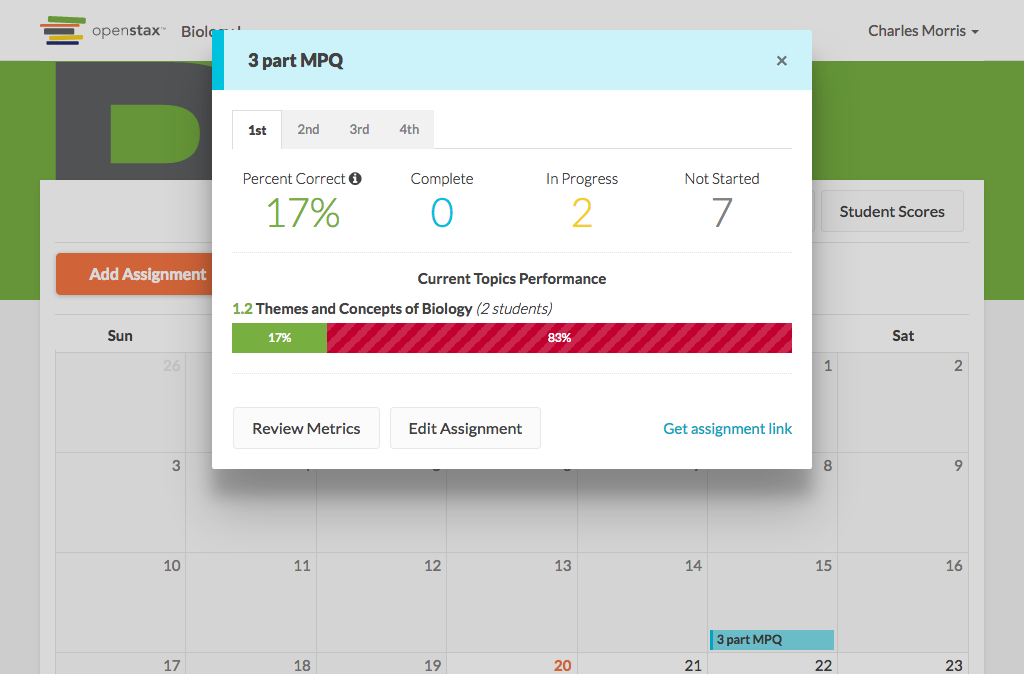 openstax™ Biology I Charles Morris
3 part MPQ ×
1st 2nd 3rd 4th
Percent Correct Complete In Progress Not Started
17% 0 2 7
Student Scores
Current Topics Performance
Add Assignment
1.2 Themes and Concepts of Biology (2 students)
17% 83%
Sun Sat
26 1 2
Review Metrics Edit Assignment Get assignment link
3 8 9
10 11 12 13 14 15 16
3 part MPQ
17 18 19 20 21 22 23